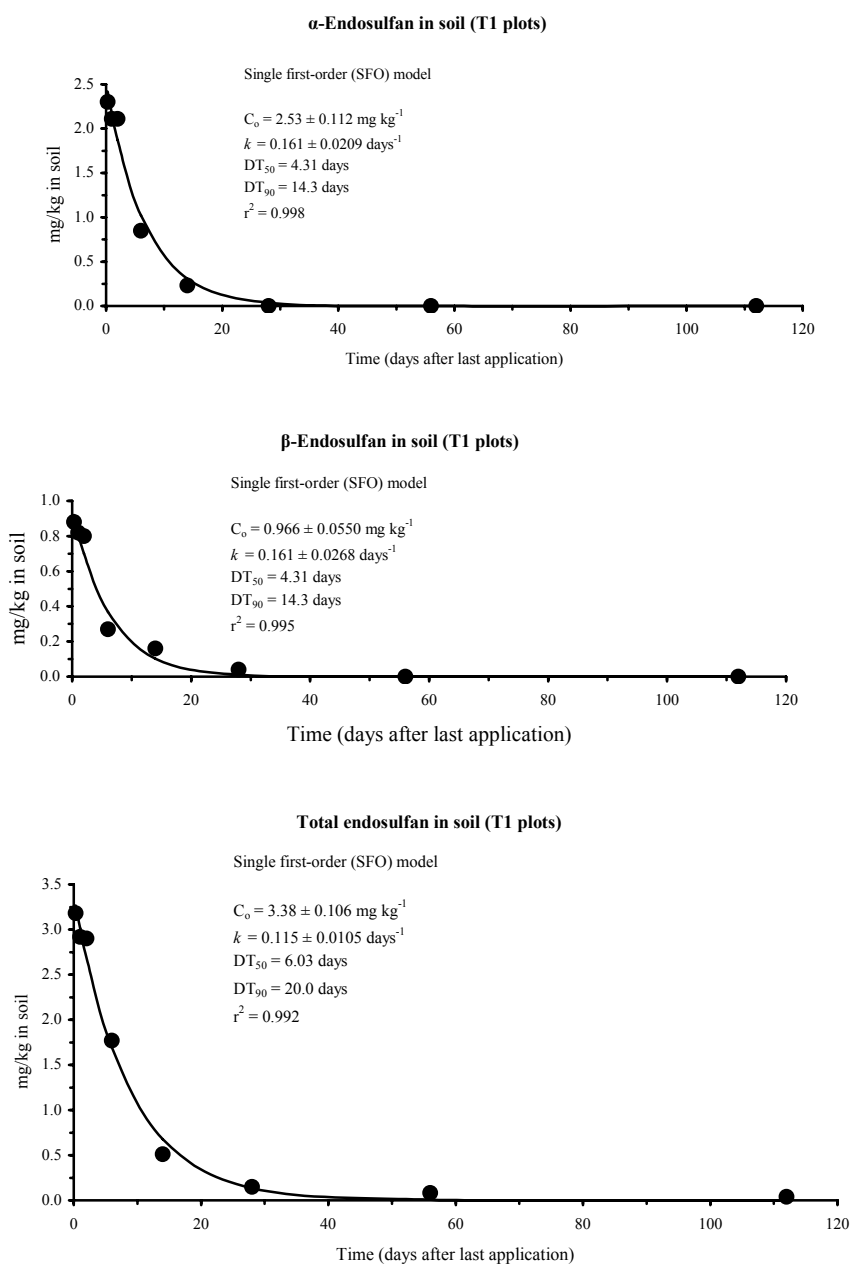 α-Endosulfan in soil (T1 plots)
Single first-order (SFO) model
Cₒ = 2.53 ± 0.112 mg kg⁻¹
k = 0.161 ± 0.0209 days⁻¹
DT₅₀ = 4.31 days
DT₉₀ = 14.3 days
r² = 0.998
mg/kg in soil
2.5
2.0
1.5
1.0
0.5
0.0
0 20 40 60 80 100 120
Time (days after last application)
β-Endosulfan in soil (T1 plots)
Single first-order (SFO) model
Cₒ = 0.966 ± 0.0550 mg kg⁻¹
k = 0.161 ± 0.0268 days⁻¹
DT₅₀ = 4.31 days
DT₉₀ = 14.3 days
r² = 0.995
mg/kg in soil
1.0
0.8
0.6
0.4
0.2
0.0
0 20 40 60 80 100 120
Time (days after last application)
Total endosulfan in soil (T1 plots)
Single first-order (SFO) model
Cₒ = 3.38 ± 0.106 mg kg⁻¹
k = 0.115 ± 0.0105 days⁻¹
DT₅₀ = 6.03 days
DT₉₀ = 20.0 days
r² = 0.992
mg/kg in soil
3.5
3.0
2.5
2.0
1.5
1.0
0.5
0.0
0 20 40 60 80 100 120
Time (days after last application)